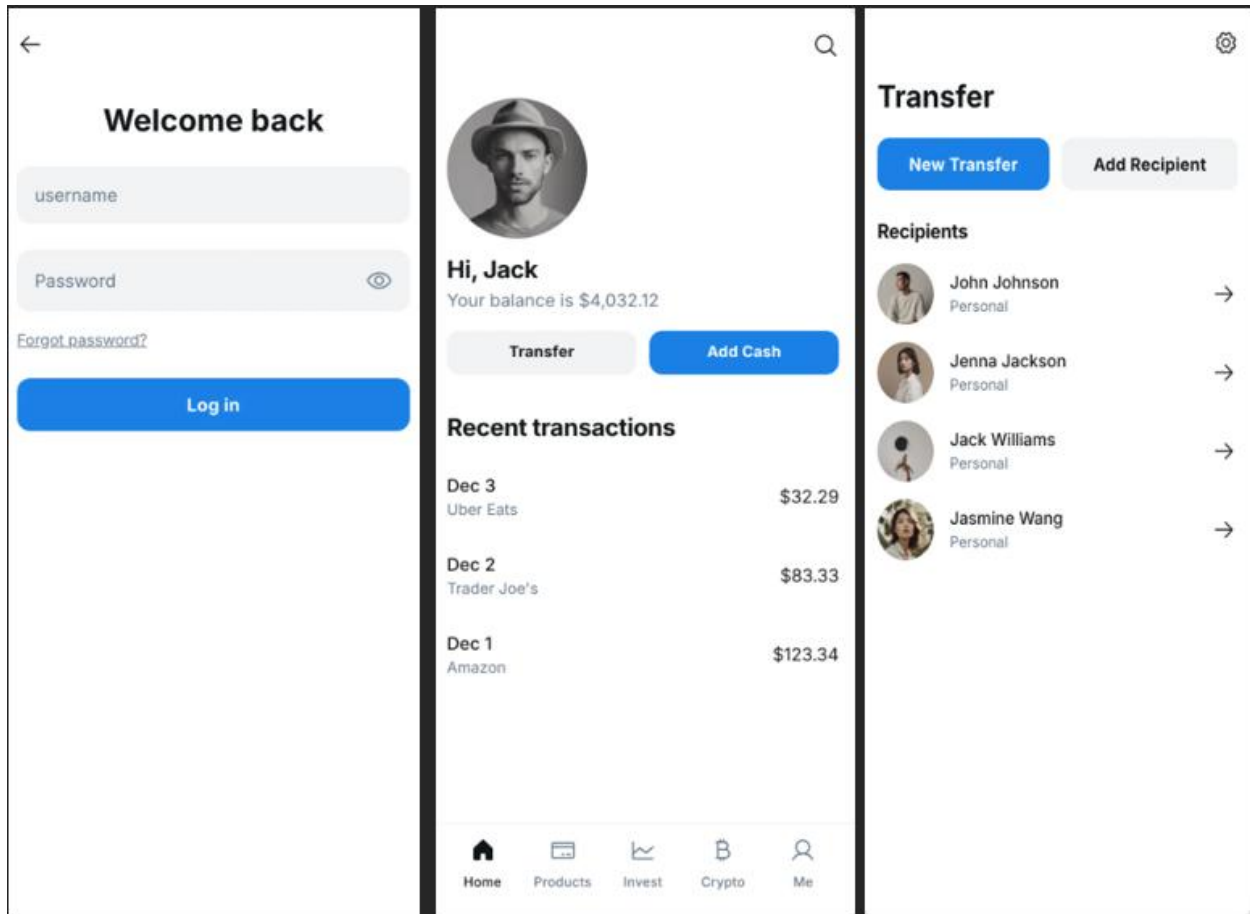 Welcome back
username
Password
Forgot password?
Log in
Hi, Jack
Your balance is $4,032.12
Transfer
Add Cash
Recent transactions
Dec 3
Uber Eats
$32.29
Dec 2
Trader Joe's
$83.33
Dec 1
Amazon
$123.34
Home
Products
Invest
Crypto
Me
Transfer
New Transfer
Add Recipient
Recipients
John Johnson
Personal
Jenna Jackson
Personal
Jack Williams
Personal
Jasmine Wang
Personal